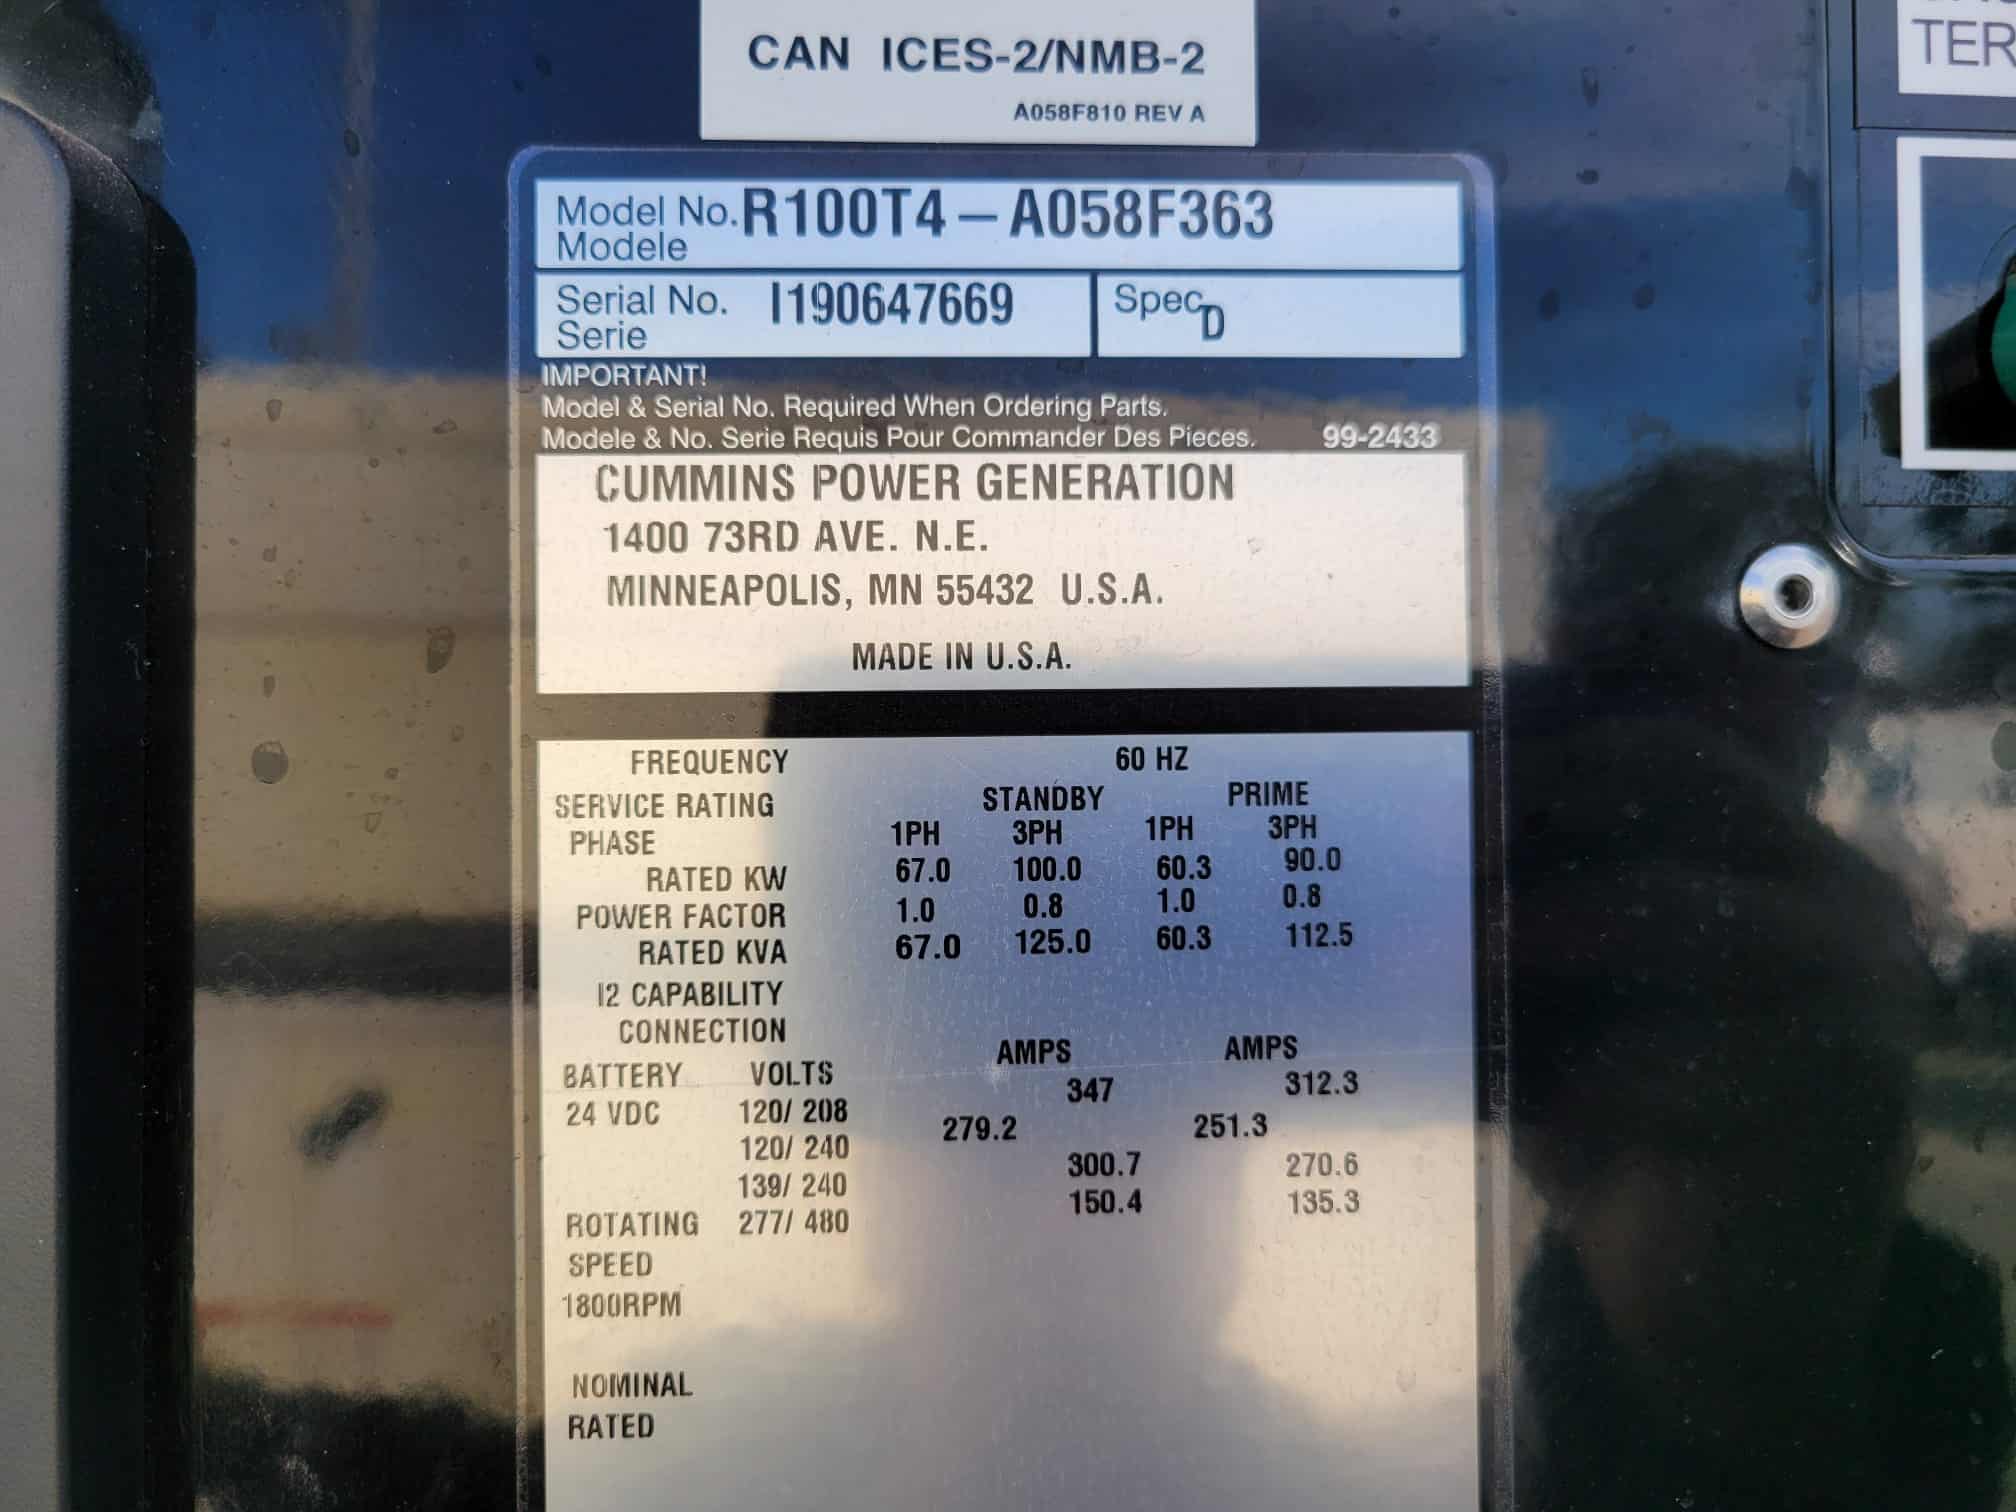 CAN ICES-2/NMB-2
A058F810 REV A
TER
Model No. R100T4-A058F363
Modele
Serial No. I190647669 Spec D
Serie
IMPORTANT!
Model & Serial No. Required When Ordering Parts.
Modele & No. Serie Requis Pour Commander Des Pieces. 99-2433
CUMMINS POWER GENERATION
1400 73RD AVE. N.E.
MINNEAPOLIS, MN 55432 U.S.A.
MADE IN U.S.A.
FREQUENCY 60 HZ
SERVICE RATING STANDBY PRIME
PHASE 1PH 3PH 1PH 3PH
RATED KW 67.0 100.0 60.3 90.0
POWER FACTOR 1.0 0.8 1.0 0.8
RATED KVA 67.0 125.0 60.3 112.5
I2 CAPABILITY
CONNECTION
BATTERY VOLTS AMPS AMPS
24 VDC 120/ 208 347 312.3
120/ 240 279.2 251.3
139/ 240 300.7 270.6
ROTATING 277/ 480 150.4 135.3
SPEED
1800RPM
NOMINAL
RATED